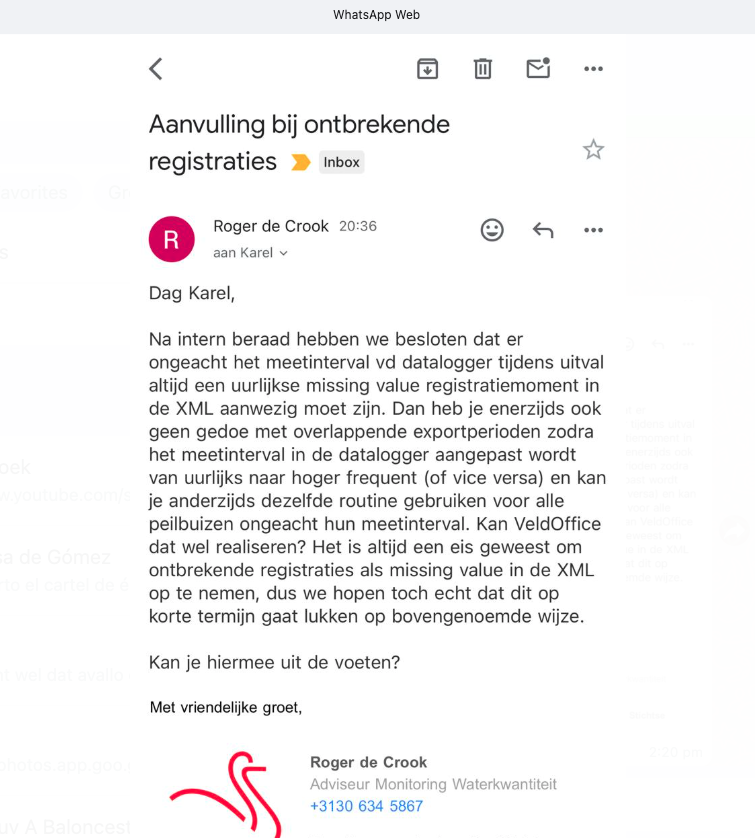 WhatsApp Web
Aanvulling bij ontbrekende
registraties Inbox
R
Roger de Crook 20:36
aan Karel
Dag Karel,
Na intern beraad hebben we besloten dat er
ongeacht het meetinterval vd datalogger tijdens uitval
altijd een uurlijkse missing value registratiemoment in
de XML aanwezig moet zijn. Dan heb je enerzijds ook
geen gedoe met overlappende exportperioden zodra
het meetinterval in de datalogger aangepast wordt
van uurlijks naar hoger frequent (of vice versa) en kan
je anderzijds dezelfde routine gebruiken voor alle
peilbuizen ongeacht hun meetinterval. Kan VeldOffice
dat wel realiseren? Het is altijd een eis geweest om
ontbrekende registraties als missing value in de XML
op te nemen, dus we hopen toch echt dat dit op
korte termijn gaat lukken op bovengenoemde wijze.
Kan je hiermee uit de voeten?
Met vriendelijke groet,
Roger de Crook
Adviseur Monitoring Waterkwantiteit
+3130 634 5867